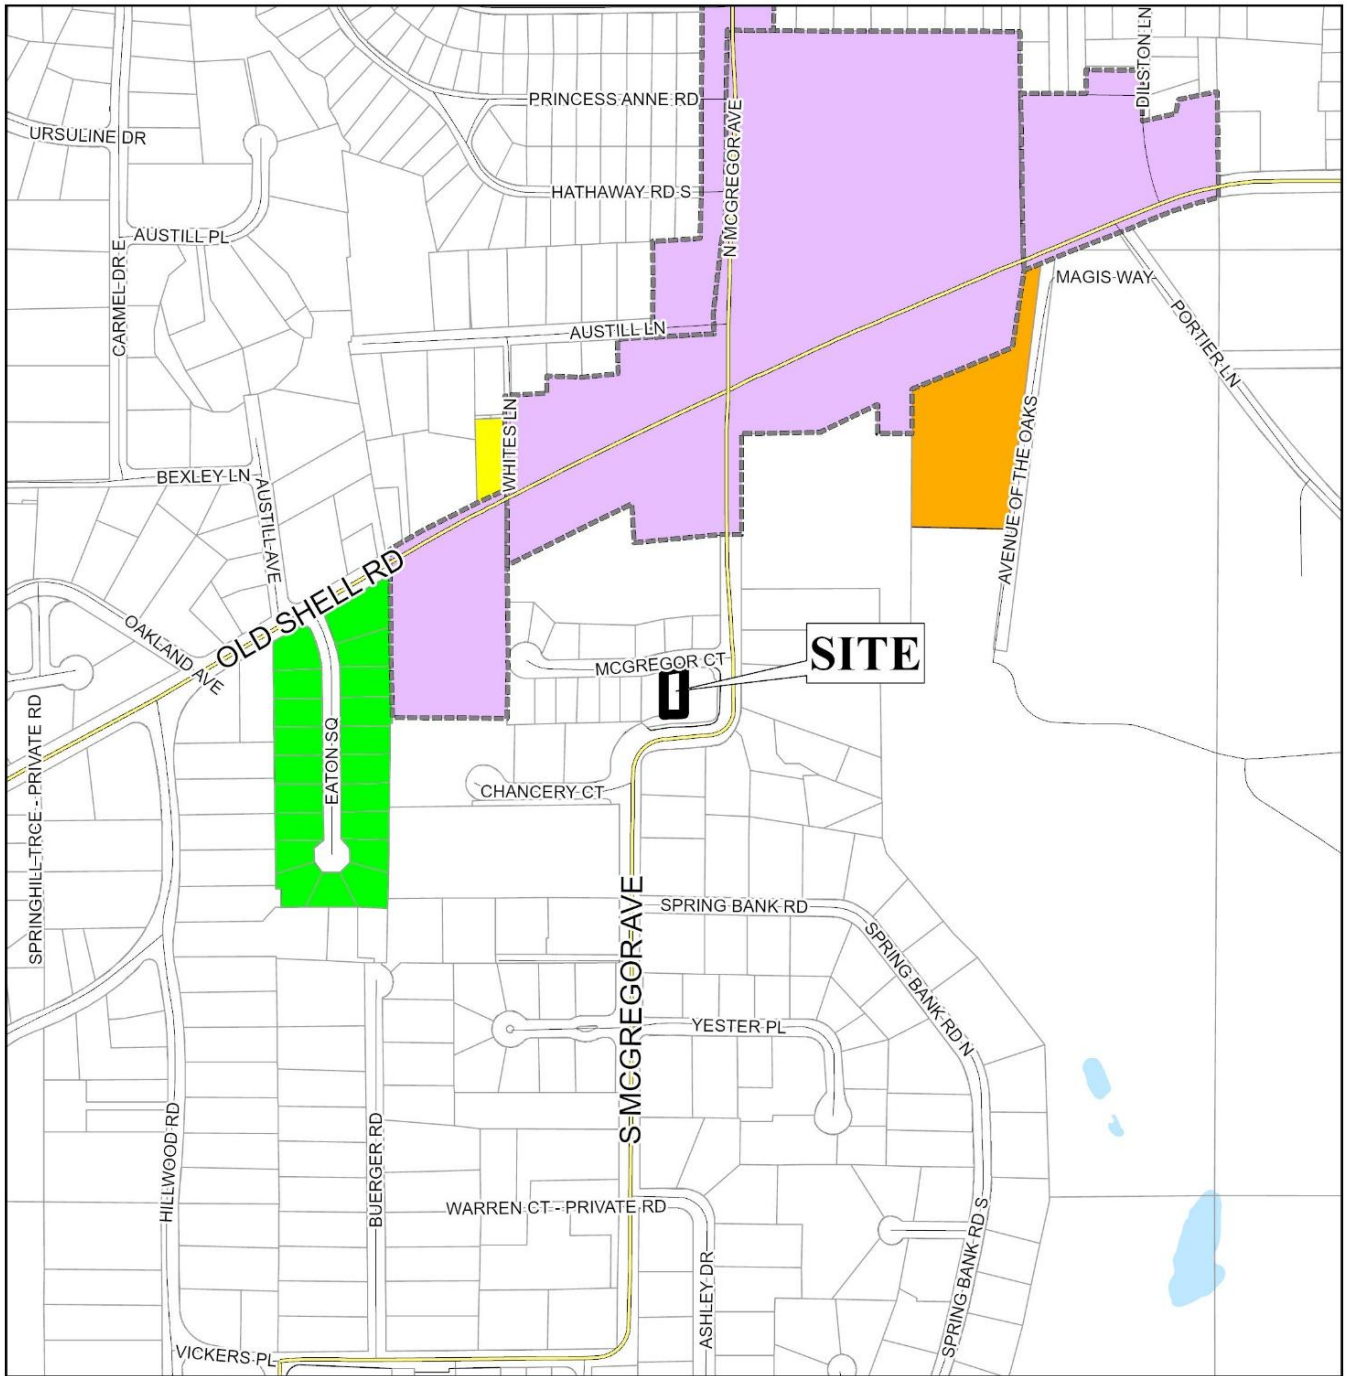 DILSTON LN
PRINCESS ANNE RD
URSULINE DR
N MCGREGOR AVE
HATHAWAY RD S
AUSTILL PL
CARMEL DR E
MAGIS WAY
AUSTILL LN
PORTIER LN
WHITES LN
AVENUE OF THE OAKS
BEXLEY LN
AUSTILL AVE
OLD SHELL RD
OAKLAND AVE
MCGREGOR CT
SITE
SPRINGHILL TRCE - PRIVATE RD
EATON SQ
CHANCERY CT
S MCGREGOR AVE
SPRING BANK RD
SPRING BANK RD N
YESTER PL
HILLWOOD RD
BUERGER RD
WARREN CT - PRIVATE RD
SPRING BANK RD S
ASHLEY DR
VICKERS PL